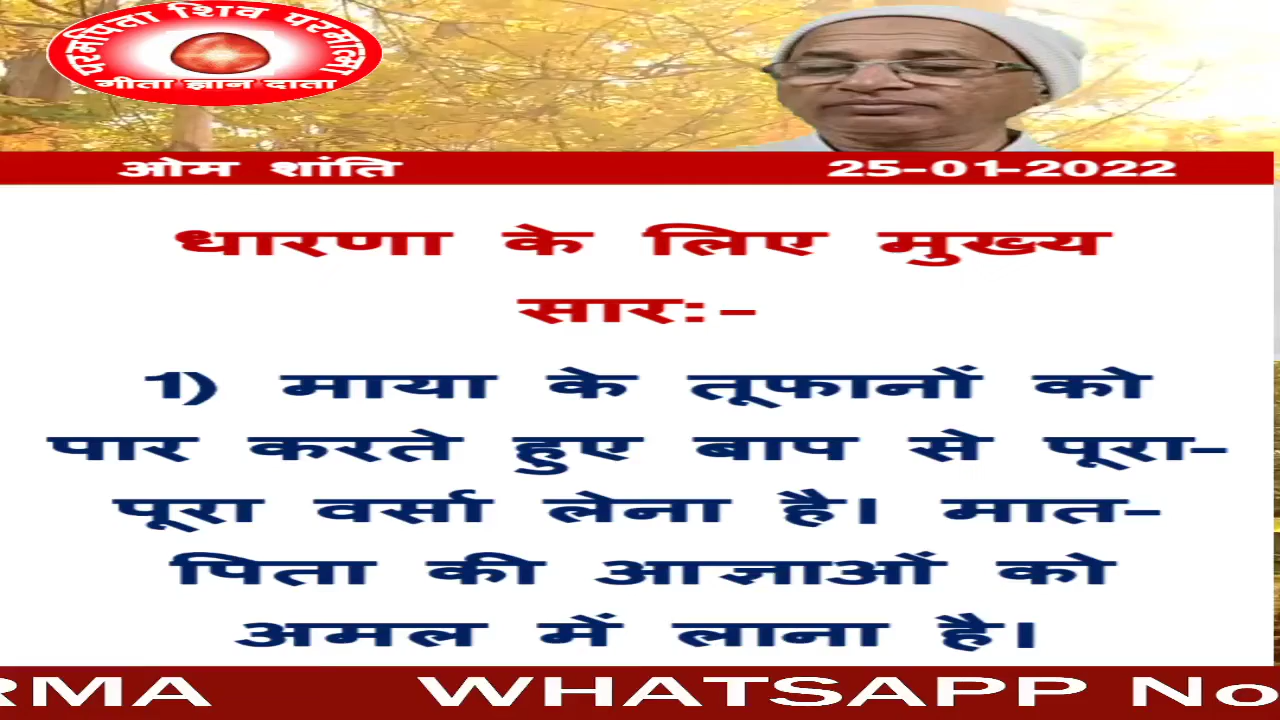 परमपिता शिव परमात्मा
गीता ज्ञान दाता
ओम शांति 25-01-2022
धारणा के लिए मुख्य
सार:-
1) माया के तूफानों को
पार करते हुए बाप से पूरा-
पूरा वर्सा लेना है। मात-
पिता की आज्ञाओं को
अमल में लाना है।
RMA WHATSAPP No